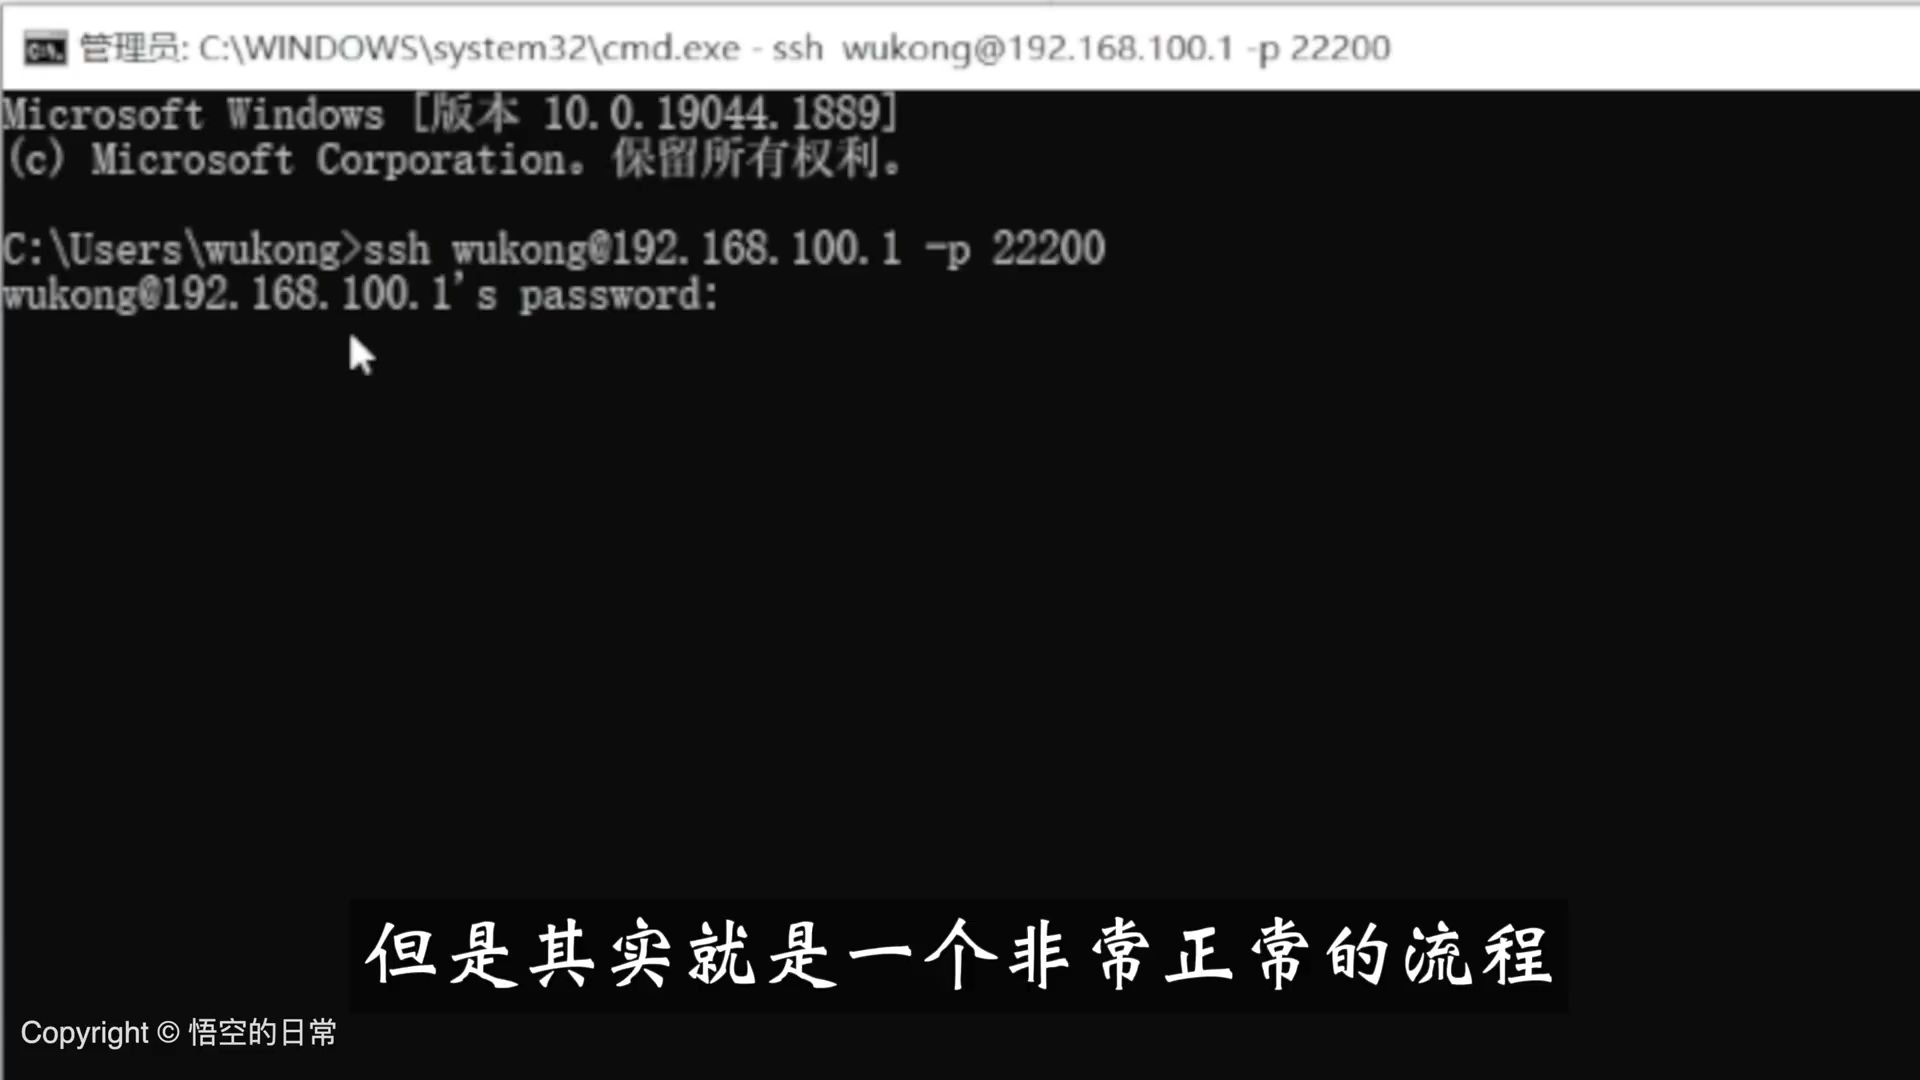 管理员: C:\WINDOWS\system32\cmd.exe - ssh  wukong@192.168.100.1 -p 22200
Microsoft Windows [版本 10.0.19044.1889]
(c) Microsoft Corporation。保留所有权利。
C:\Users\wukong>ssh wukong@192.168.100.1 -p 22200
wukong@192.168.100.1's password:
但是其实就是一个非常正常的流程
Copyright © 悟空的日常